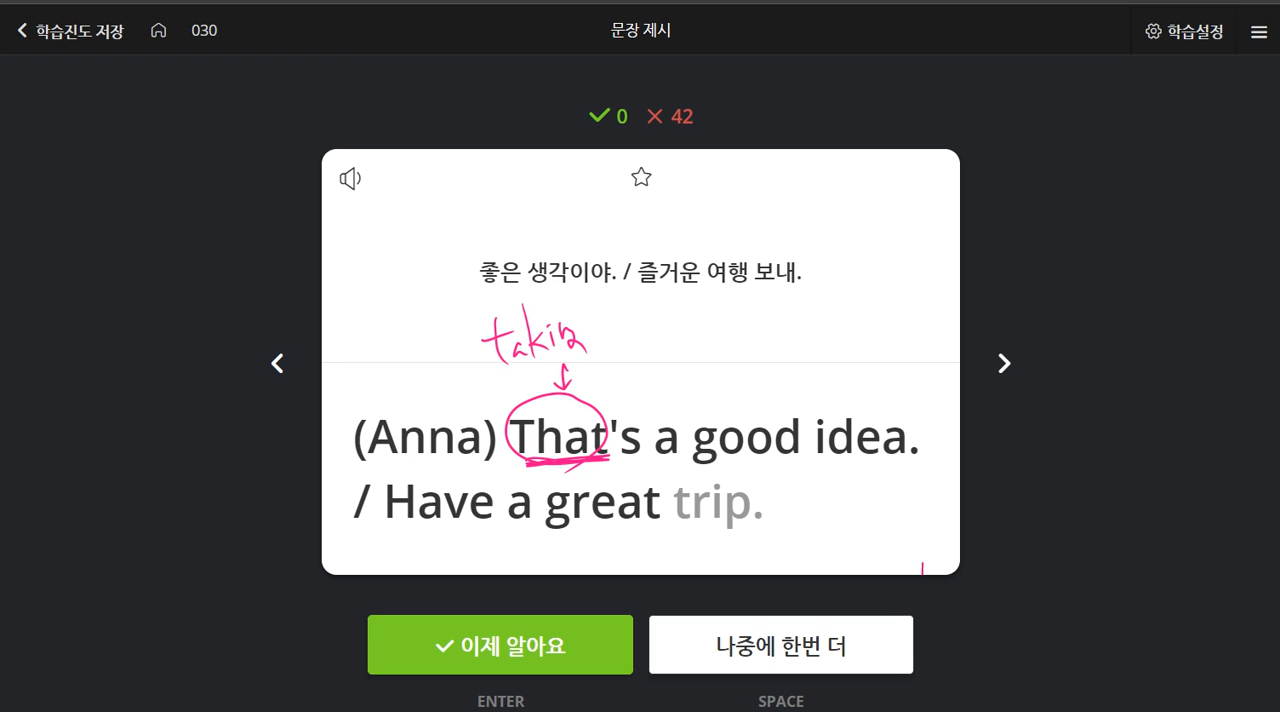 학습진도 저장 030 문장 제시 학습설정
0 42
좋은 생각이야. / 즐거운 여행 보내.
(Anna) That's a good idea.
/ Have a great trip.
이제 알아요 나중에 한번 더
ENTER SPACE